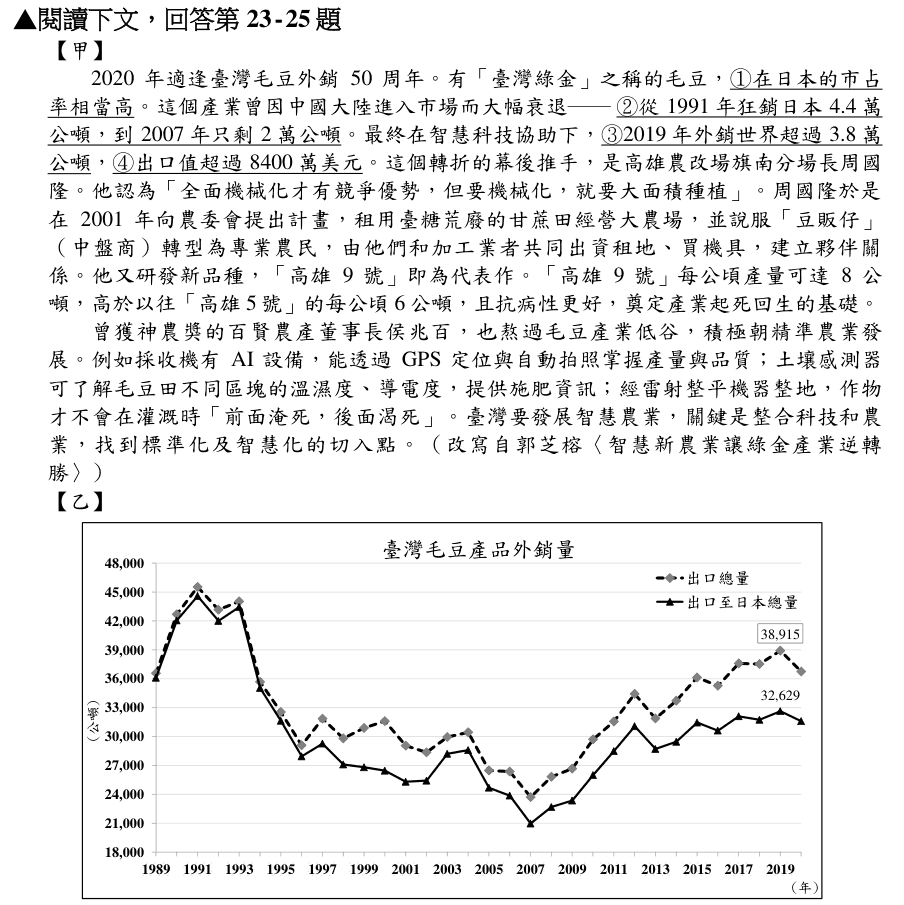 ▲閱讀下文，回答第 23-25 題
【甲】
2020 年適逢臺灣毛豆外銷 50 周年。有「臺灣綠金」之稱的毛豆，①在日本的市占
率相當高。這個產業曾因中國大陸進入市場而大幅衰退——②從 1991 年狂銷日本 4.4 萬
公噸，到 2007 年只剩 2 萬公噸。最終在智慧科技協助下，③2019 年外銷世界超過 3.8 萬
公噸，④出口值超過 8400 萬美元。這個轉折的幕後推手，是高雄農改場旗南分場長周國
隆。他認為「全面機械化才有競爭優勢，但要機械化，就要大面積種植」。周國隆於是
在 2001 年向農委會提出計畫，租用臺糖荒廢的甘蔗田經營大農場，並說服「豆販仔」
（中盤商）轉型為專業農民，由他們和加工業者共同出資租地、買機具，建立夥伴關
係。他又研發新品種，「高雄 9 號」即為代表作。「高雄 9 號」每公頃產量可達 8 公
噸，高於以往「高雄 5 號」的每公頃 6 公噸，且抗病性更好，奠定產業起死回生的基礎。
曾獲神農獎的百賢農產董事長侯兆百，也熬過毛豆產業低谷，積極朝精準農業發
展。例如採收機有 AI 設備，能透過 GPS 定位與自動拍照掌握產量與品質；土壤感測器
可了解毛豆田不同區塊的溫濕度、導電度，提供施肥資訊；經雷射整平機器整地，作物
才不會在灌溉時「前面淹死，後面渴死」。臺灣要發展智慧農業，關鍵是整合科技和農
業，找到標準化及智慧化的切入點。（改寫自郭芝榕〈智慧新農業讓綠金產業逆轉
勝〉）
【乙】
臺灣毛豆產品外銷量
出口總量
出口至日本總量
48,000
45,000
42,000
39,000
36,000
33,000
30,000
27,000
24,000
21,000
18,000
（公噸）
38,915
32,629
1989 1991 1993 1995 1997 1999 2001 2003 2005 2007 2009 2011 2013 2015 2017 2019
（年）